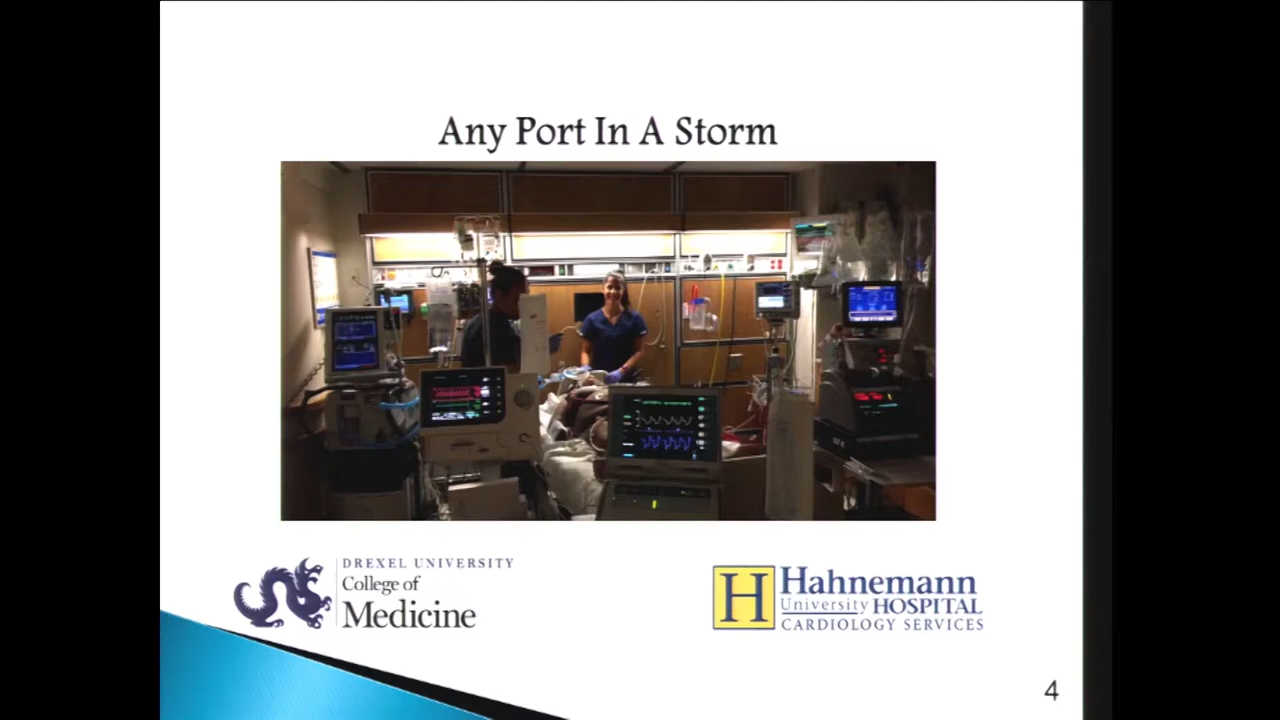 Any Port In A Storm
DREXEL UNIVERSITY
College of
Medicine
H
Hahnemann
University HOSPITAL
CARDIOLOGY SERVICES
4